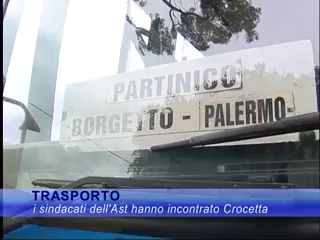 PARTINICO
BORGETTO - PALERMO-
TRASPORTO
i sindacati dell'Ast hanno incontrato Crocetta